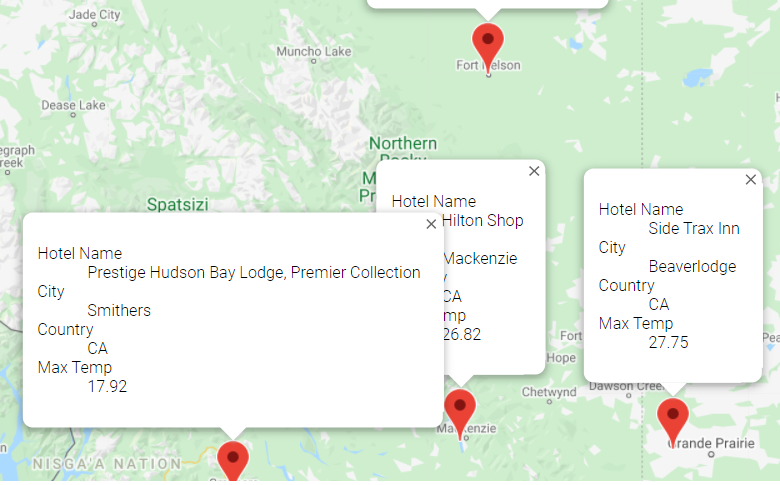 Jade City
Muncho Lake
Fort Nelson
Dease Lake
egraph
reek
Northern
Rocky
M
Pr
Spatsizi
Hotel Name
Prestige Hudson Bay Lodge, Premier Collection
City
Smithers
Country
CA
Max Temp
17.92
Hotel Name
Hilton Shop
Mackenzie
y
CA
mp
26.82
Hotel Name
Side Trax Inn
City
Beaverlodge
Country
CA
Max Temp
27.75
Fort
Hope
Pea
Chetwynd
Dawson Creek
Mackenzie
Grande Prairie
NISGA'A NATION